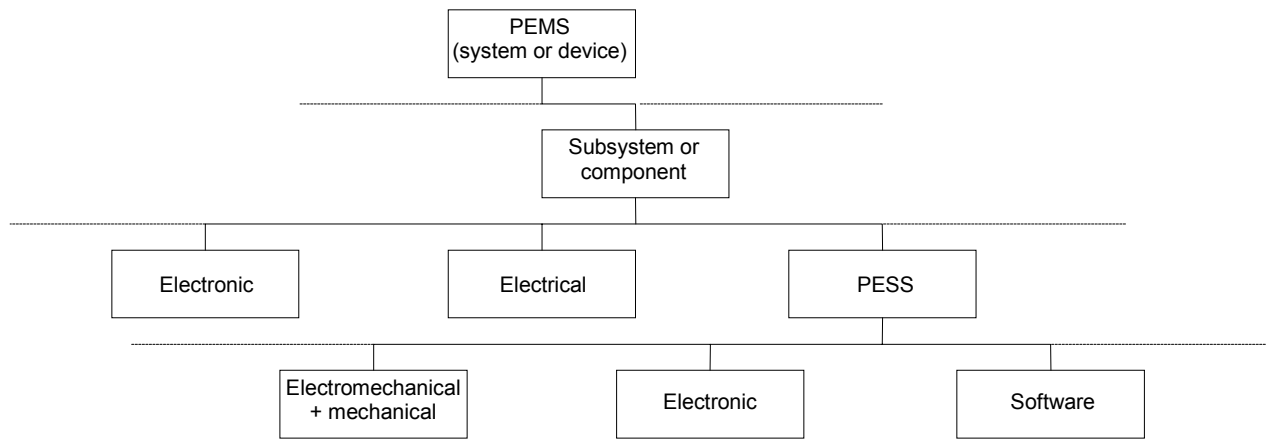 PEMS
(system or device)
Subsystem or
component
Electronic
Electrical
PESS
Electromechanical
+ mechanical
Electronic
Software